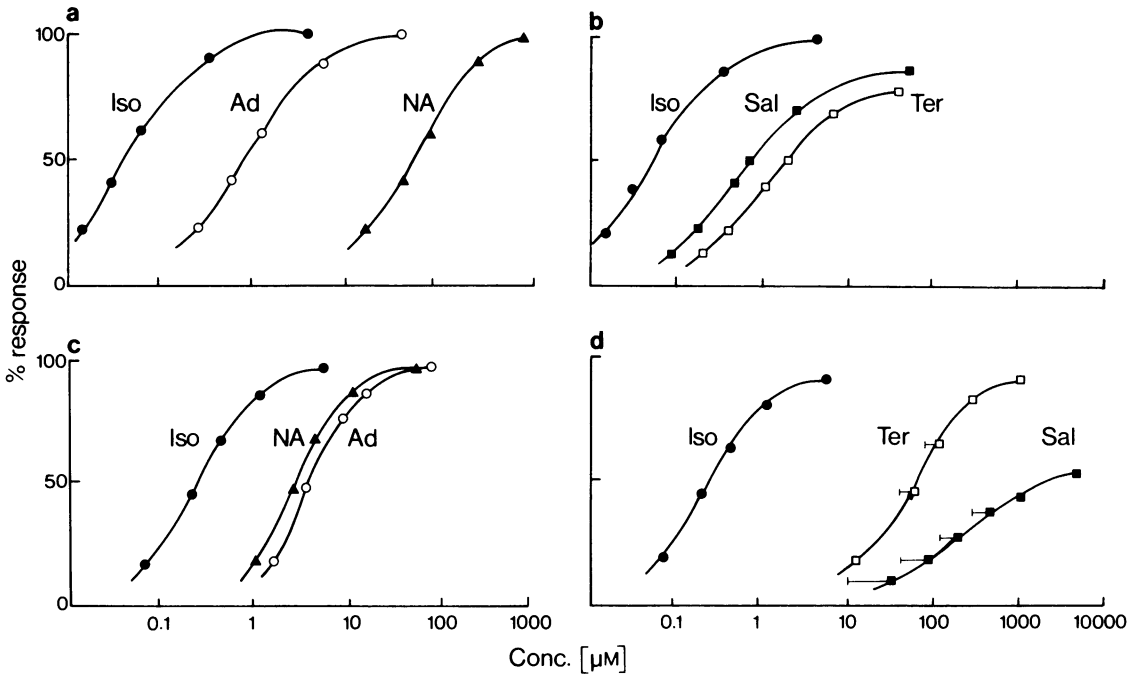 a
100
50
0
Iso
Ad
NA
b
Iso
Sal
Ter
% response
c
100
50
0
Iso
NA
Ad
0.1 1 10 100 1000
d
Iso
Ter
Sal
0.1 1 10 100 1000 10000
Conc. [µM]